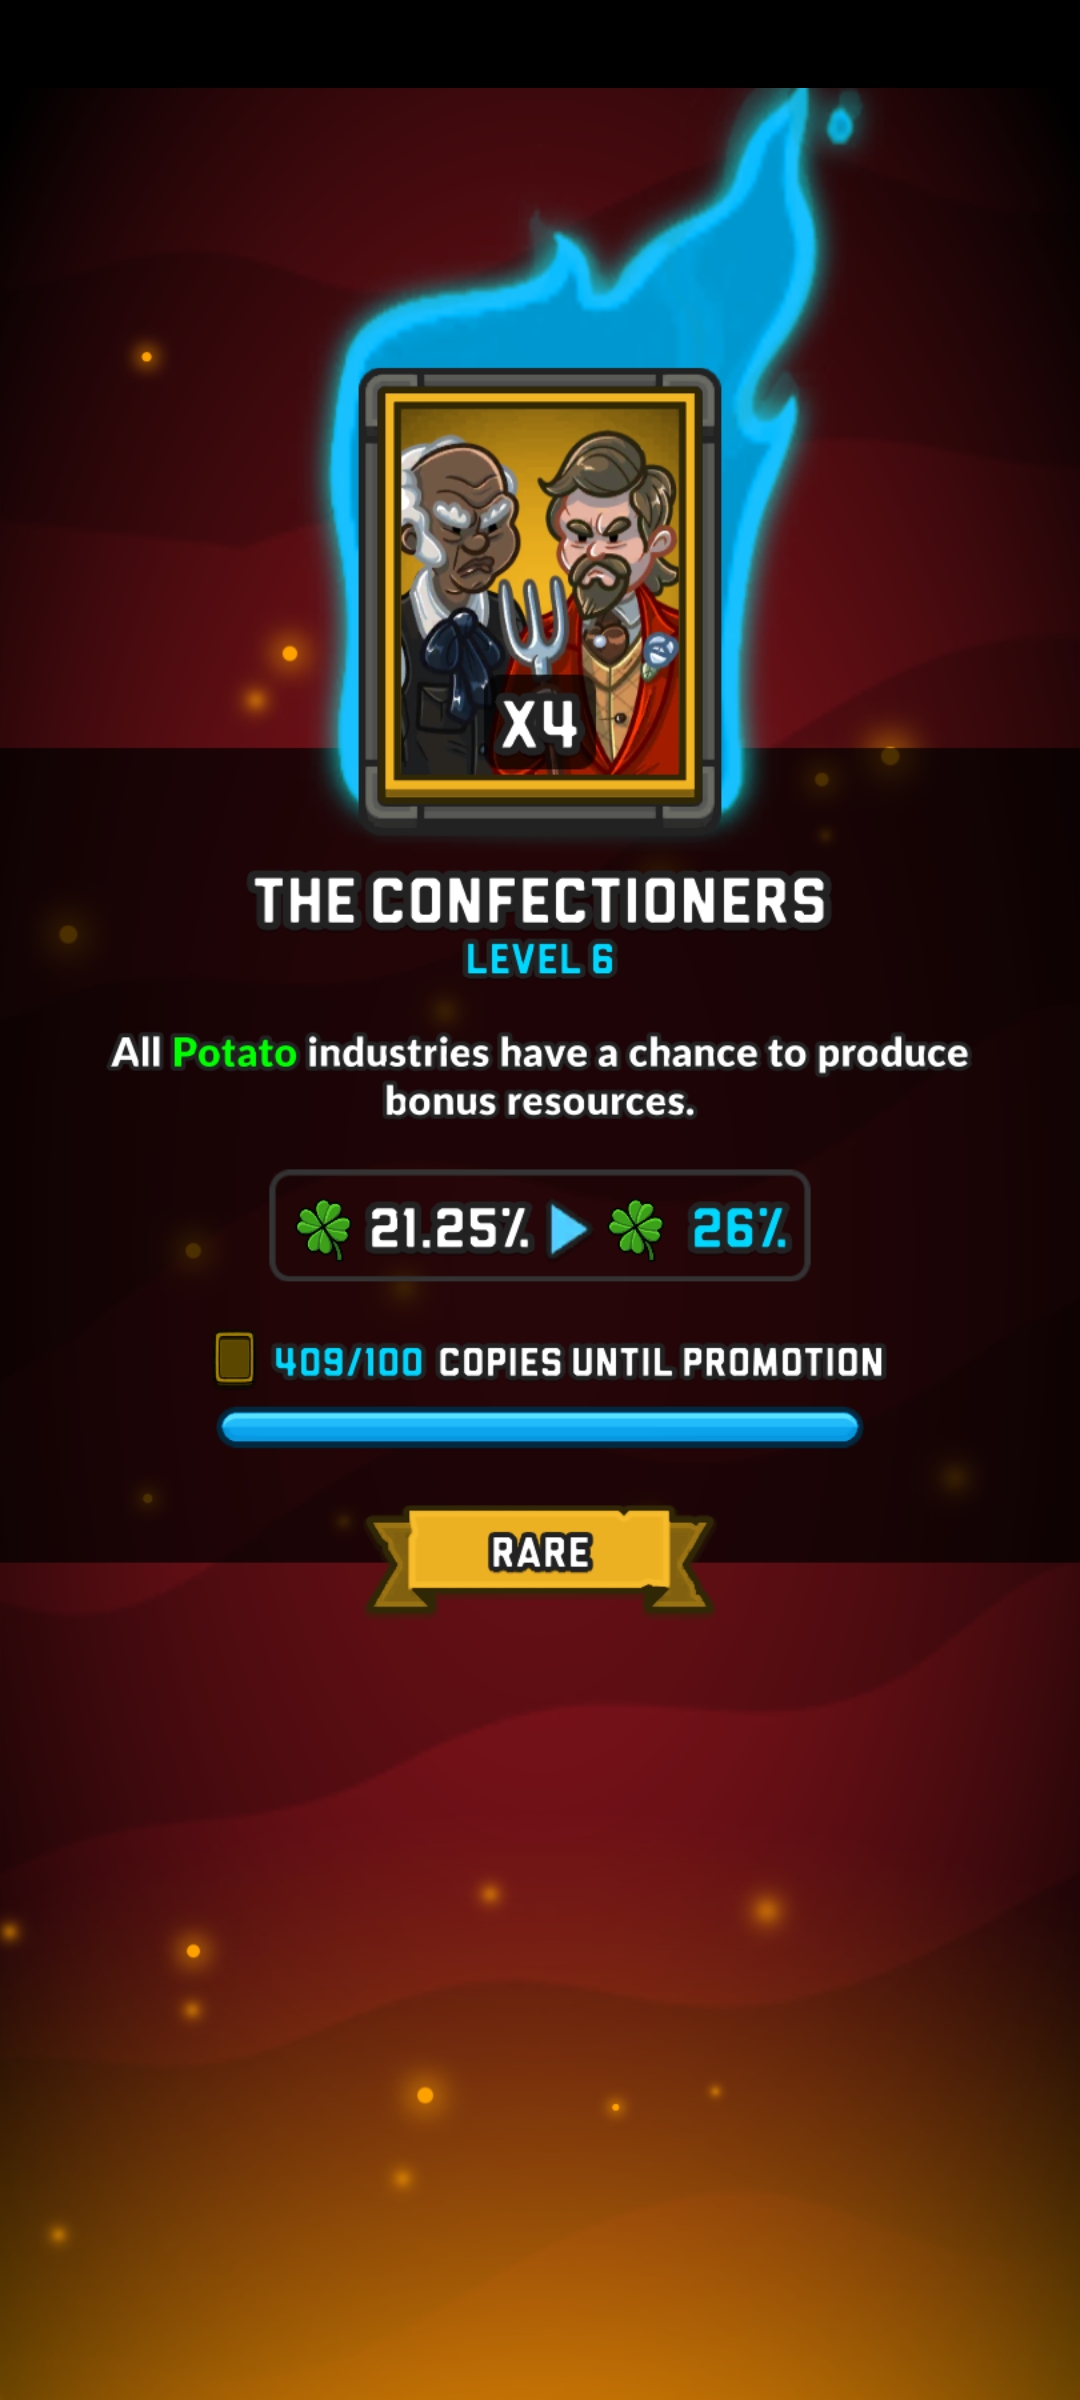 X4
THE CONFECTIONERS
LEVEL 6
All Potato industries have a chance to produce
bonus resources.
21.25% 26%
409/100 COPIES UNTIL PROMOTION
RARE